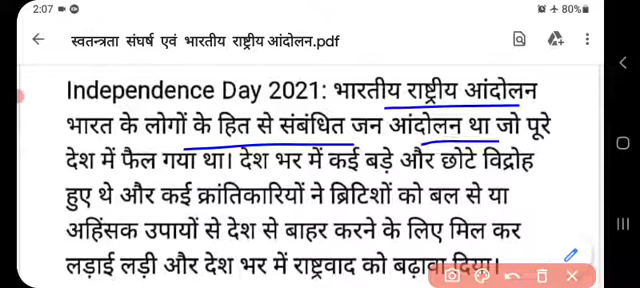 2:07 80%
स्वतन्त्रता संघर्ष एवं भारतीय राष्ट्रीय आंदोलन.pdf
Independence Day 2021: भारतीय राष्ट्रीय आंदोलन
भारत के लोगों के हित से संबंधित जन आंदोलन था जो पूरे
देश में फैल गया था। देश भर में कई बड़े और छोटे विद्रोह
हुए थे और कई क्रांतिकारियों ने ब्रिटिशों को बल से या
अहिंसक उपायों से देश से बाहर करने के लिए मिल कर
लड़ाई लड़ी और देश भर में राष्ट्रवाद को बढ़ावा दिया।